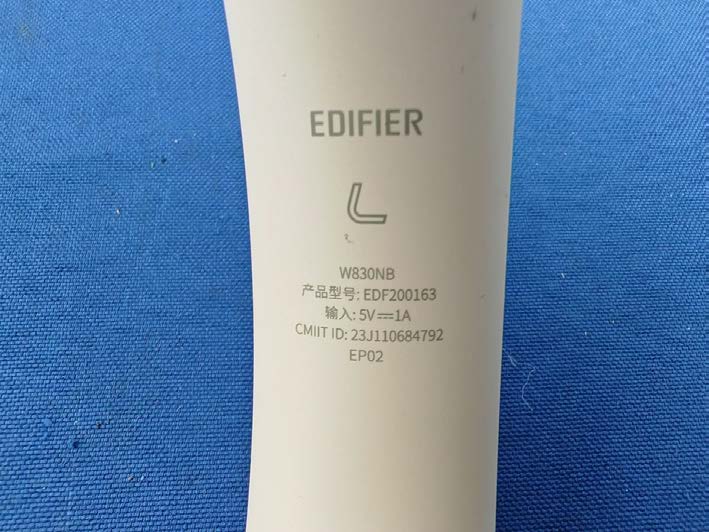 EDIFIER
L
W830NB
产品型号: EDF200163
输入: 5V⎓1A
CMIIT ID: 23J110684792
EP02